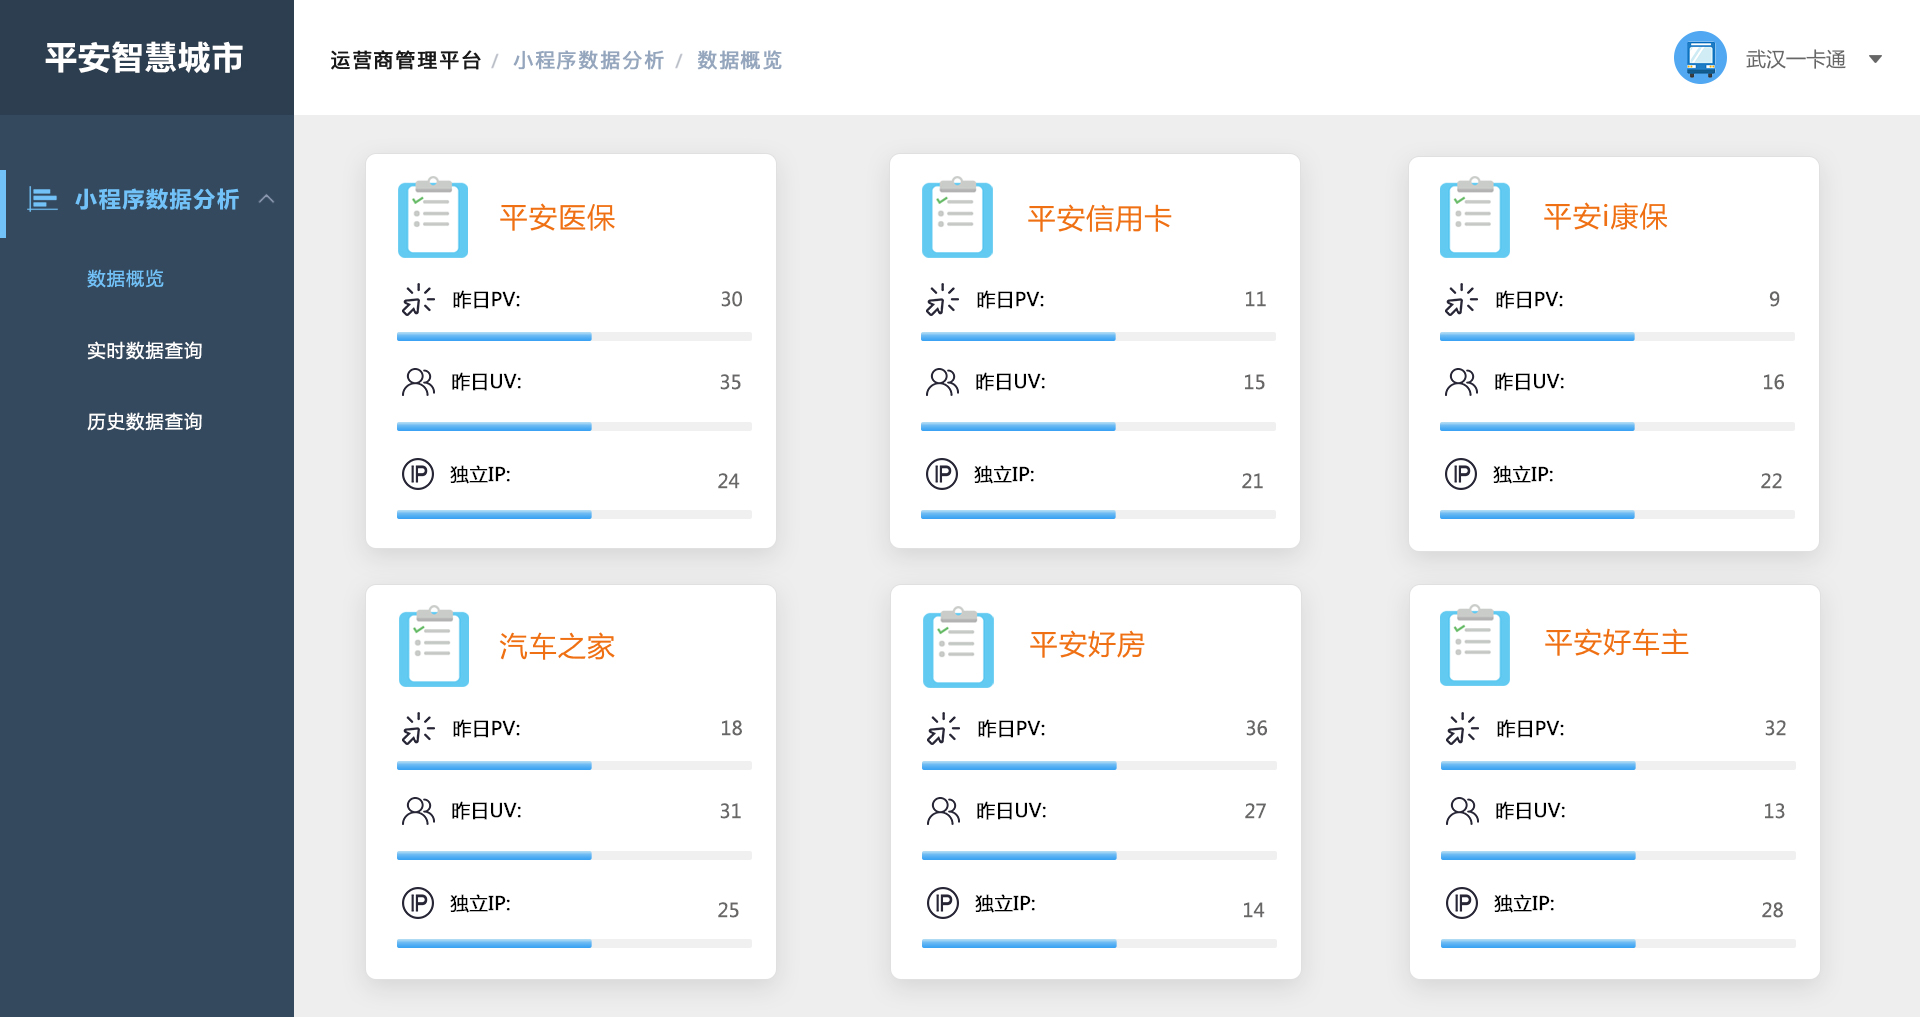 平安智慧城市
运营商管理平台 / 小程序数据分析 / 数据概览
武汉一卡通
小程序数据分析
数据概览
实时数据查询
历史数据查询
平安医保
昨日PV: 30
昨日UV: 35
IP 独立IP: 24
平安信用卡
昨日PV: 11
昨日UV: 15
IP 独立IP: 21
平安i康保
昨日PV: 9
昨日UV: 16
IP 独立IP: 22
汽车之家
昨日PV: 18
昨日UV: 31
IP 独立IP: 25
平安好房
昨日PV: 36
昨日UV: 27
IP 独立IP: 14
平安好车主
昨日PV: 32
昨日UV: 13
IP 独立IP: 28